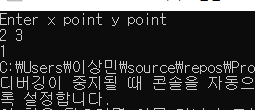 Enter x point y point
2 3
1
C:\Users\이상민\source\repos\Pro
디버깅이 중지될 때 콘솔을 자동으
록 설정합니다.